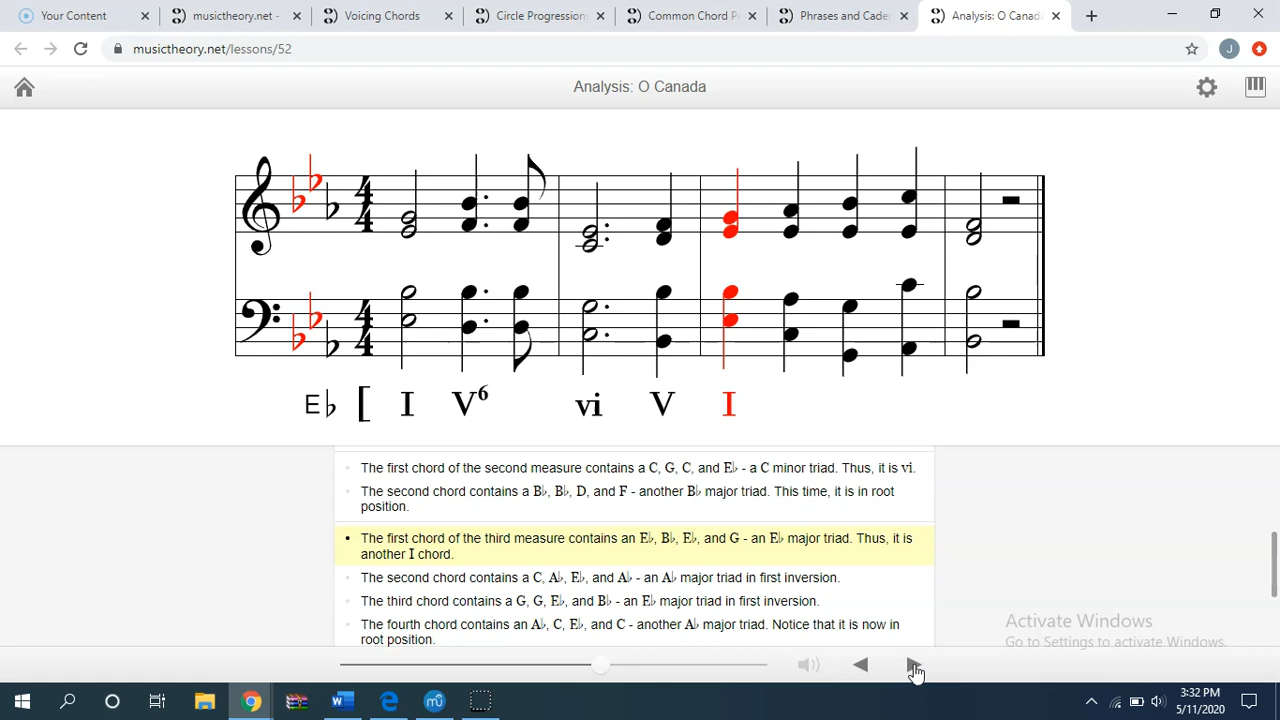 Your Content
musictheory.net -
Voicing Chords
Circle Progression
Common Chord P
Phrases and Caden
Analysis: O Canada
musictheory.net/lessons/52
J
Analysis: O Canada
4 4
4 4
E♭ [ I V6 vi V I
The first chord of the second measure contains a C, G, C, and E♭ - a C minor triad. Thus, it is vi.
The second chord contains a B♭, B♭, D, and F - another B♭ major triad. This time, it is in root
position.
The first chord of the third measure contains an E♭, B♭, E♭, and G - an E♭ major triad. Thus, it is
another I chord.
The second chord contains a C, A♭, E♭, and A♭ - an A♭ major triad in first inversion.
The third chord contains a G, G, E♭, and B♭ - an E♭ major triad in first inversion.
The fourth chord contains an A♭, C, E♭, and C - another A♭ major triad. Notice that it is now in
root position.
Activate Windows
Go to Settings to activate Windows.
3:32 PM
5/11/2020